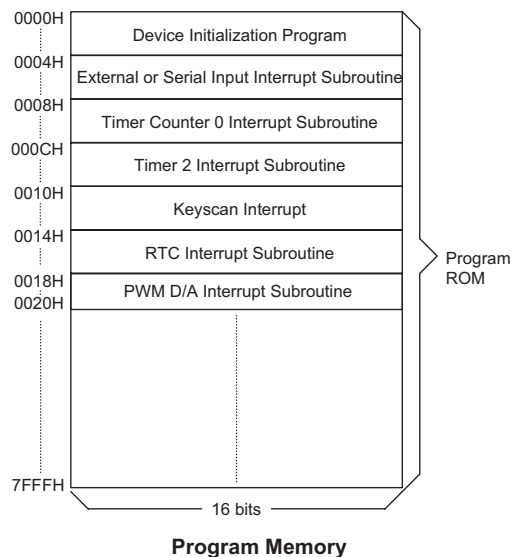 0000H
Device Initialization Program
0004H
External or Serial Input Interrupt Subroutine
0008H
Timer Counter 0 Interrupt Subroutine
000CH
Timer 2 Interrupt Subroutine
0010H
Keyscan Interrupt
0014H
RTC Interrupt Subroutine
0018H
PWM D/A Interrupt Subroutine
0020H
Program
ROM
7FFFH
16 bits
Program Memory